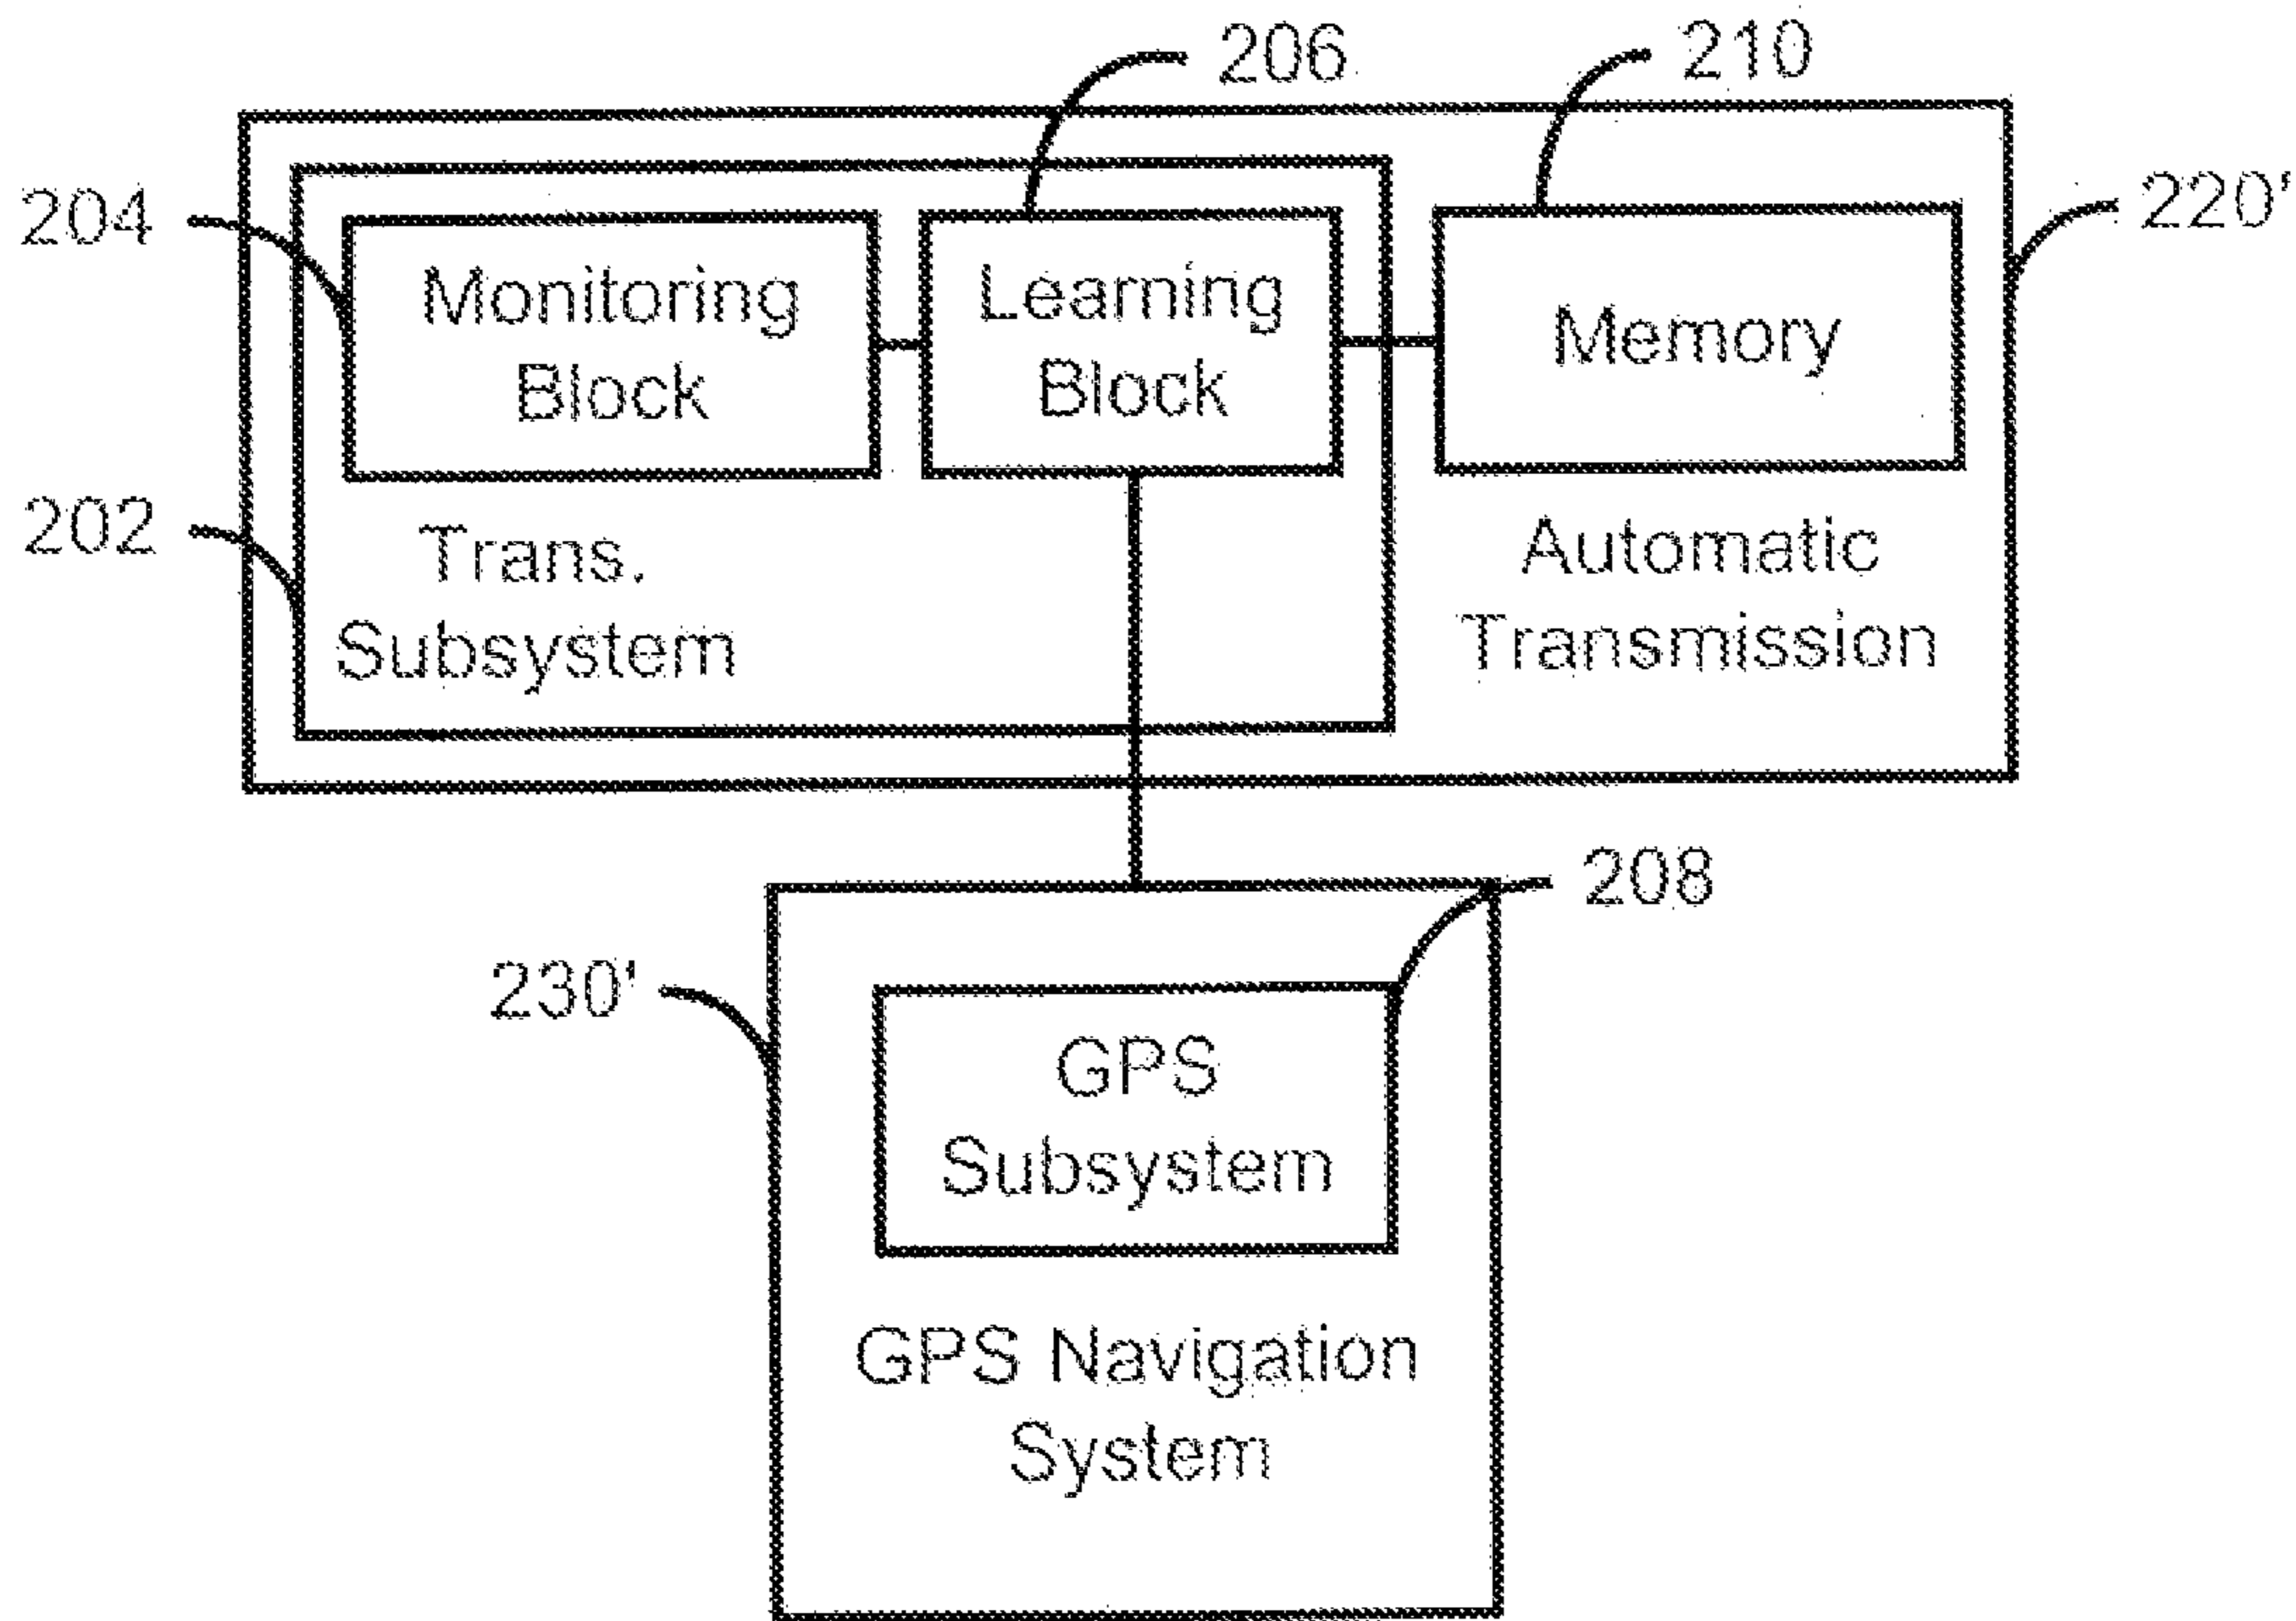 206
210
204
220'
Monitoring
Block
Learning
Block
Memory
202
Trans.
Subsystem
Automatic
Transmission
208
230'
GPS
Subsystem
GPS Navigation
System